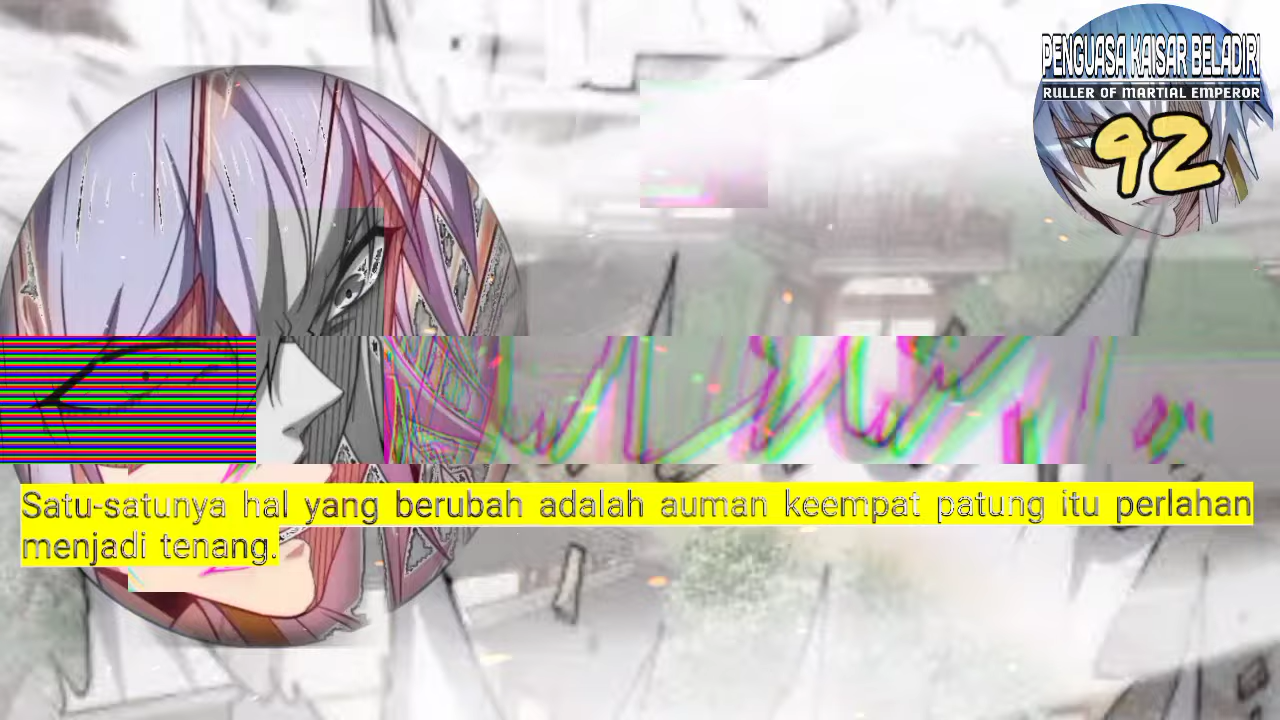 PENGUASA KAISAR BELADIRI
RULLER OF MARTIAL EMPEROR
92
Satu-satunya hal yang berubah adalah auman keempat patung itu perlahan
menjadi tenang.